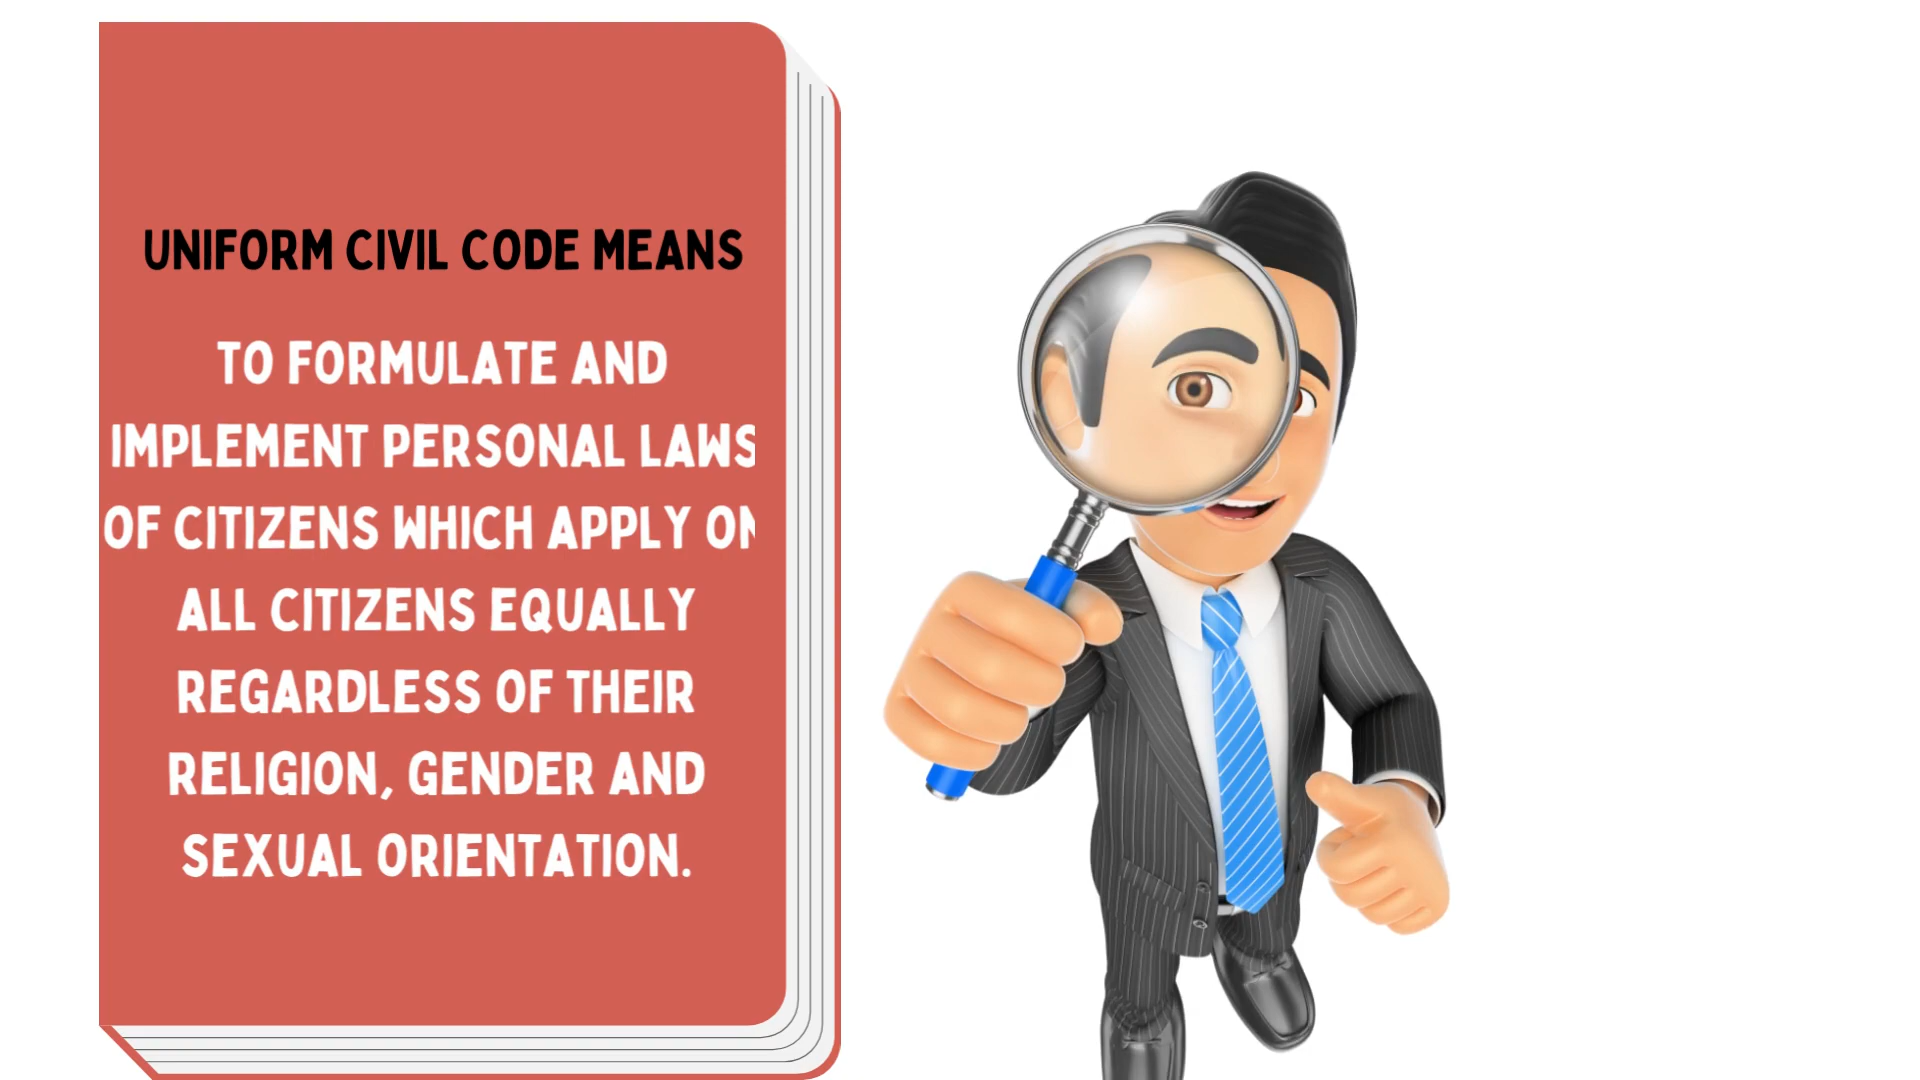 UNIFORM CIVIL CODE MEANS
TO FORMULATE AND
IMPLEMENT PERSONAL LAWS
OF CITIZENS WHICH APPLY ON
ALL CITIZENS EQUALLY
REGARDLESS OF THEIR
RELIGION, GENDER AND
SEXUAL ORIENTATION.